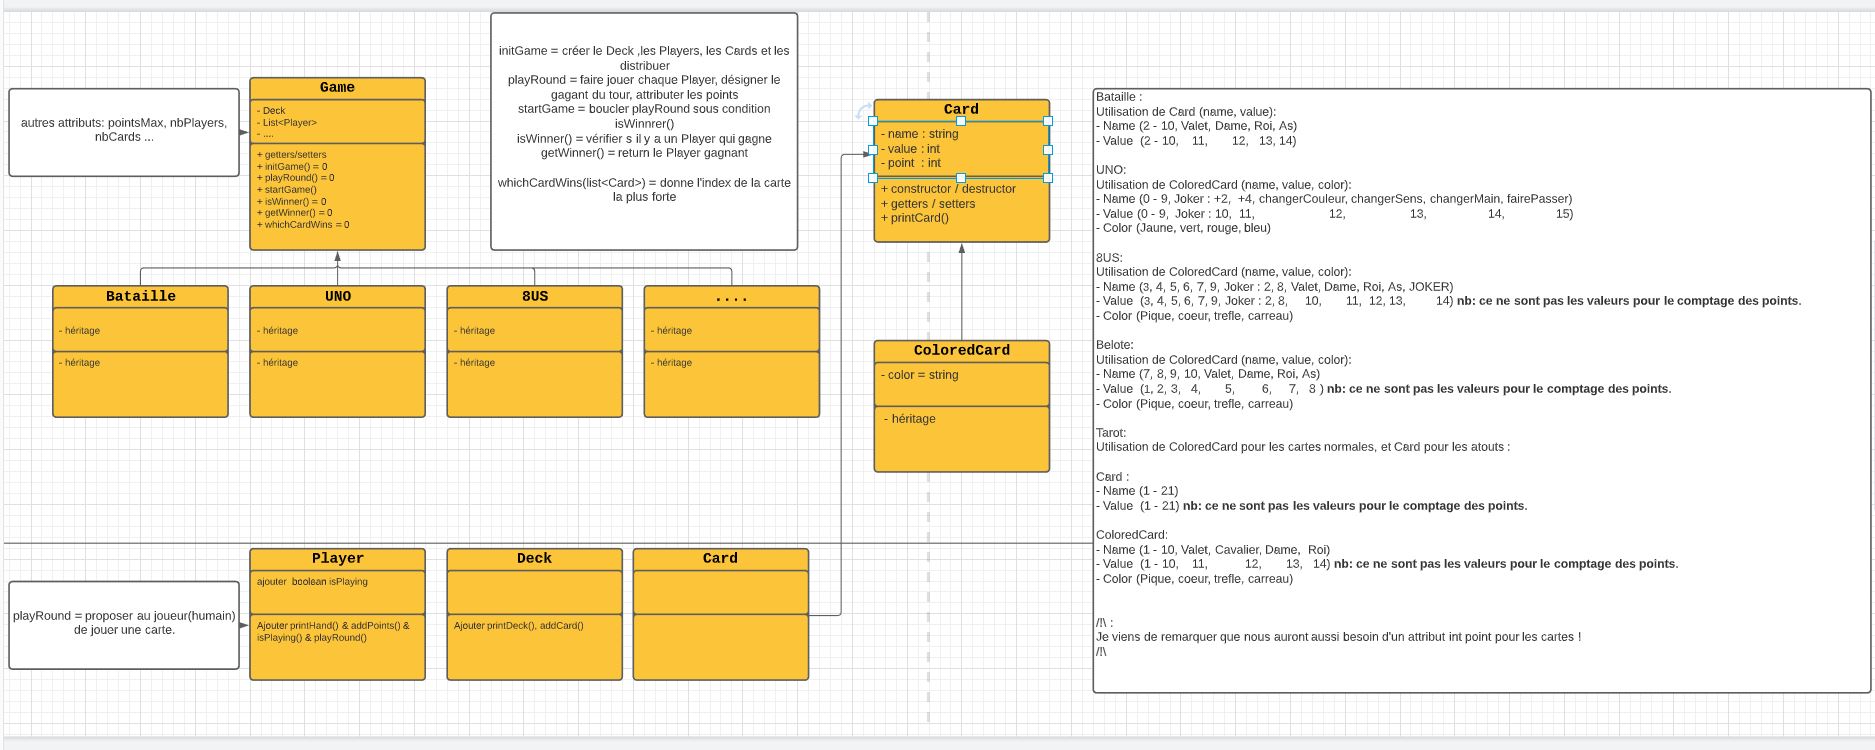 autres attributs: pointsMax, nbPlayers,
nbCards ...
Game
- Deck
- List<Player>
- ....
+ getters/setters
+ initGame() = 0
+ playRound() = 0
+ startGame()
+ isWinner() = 0
+ getWinner() = 0
+ whichCardWins = 0
initGame = créer le Deck ,les Players, les Cards et les
distribuer
playRound = faire jouer chaque Player, désigner le
gagant du tour, attributer les points
startGame = boucler playRound sous condition
isWinnrer()
isWinner() = vérifier s il y a un Player qui gagne
getWinner() = return le Player gagnant
whichCardWins(list<Card>) = donne l'index de la carte
la plus forte
Bataille
- héritage
- héritage
UNO
- héritage
- héritage
8US
- héritage
- héritage
....
- héritage
- héritage
Card
- name : string
- value : int
- point : int
+ constructor / destructor
+ getters / setters
+ printCard()
ColoredCard
- color = string
- héritage
playRound = proposer au joueur(humain)
de jouer une carte.
Player
ajouter boolean isPlaying
Ajouter printHand() & addPoints() &
isPlaying() & playRound()
Deck
Ajouter printDeck(), addCard()
Card
Bataille :
Utilisation de Card (name, value):
- Name (2 - 10, Valet, Dame, Roi, As)
- Value (2 - 10, 11, 12, 13, 14)
UNO:
Utilisation de ColoredCard (name, value, color):
- Name (0 - 9, Joker : +2, +4, changerCouleur, changerSens, changerMain, fairePasser)
- Value (0 - 9, Joker : 10, 11, 12, 13, 14, 15)
- Color (Jaune, vert, rouge, bleu)
8US:
Utilisation de ColoredCard (name, value, color):
- Name (3, 4, 5, 6, 7, 9, Joker : 2, 8, Valet, Dame, Roi, As, JOKER)
- Value (3, 4, 5, 6, 7, 9, Joker : 2, 8, 10, 11, 12, 13, 14) nb: ce ne sont pas les valeurs pour le comptage des points.
- Color (Pique, coeur, trefle, carreau)
Belote:
Utilisation de ColoredCard (name, value, color):
- Name (7, 8, 9, 10, Valet, Dame, Roi, As)
- Value (1, 2, 3, 4, 5, 6, 7, 8 ) nb: ce ne sont pas les valeurs pour le comptage des points.
- Color (Pique, coeur, trefle, carreau)
Tarot:
Utilisation de ColoredCard pour les cartes normales, et Card pour les atouts :
Card :
- Name (1 - 21)
- Value (1 - 21) nb: ce ne sont pas les valeurs pour le comptage des points.
ColoredCard:
- Name (1 - 10, Valet, Cavalier, Dame, Roi)
- Value (1 - 10, 11, 12, 13, 14) nb: ce ne sont pas les valeurs pour le comptage des points.
- Color (Pique, coeur, trefle, carreau)
/!\ :
Je viens de remarquer que nous auront aussi besoin d'un attribut int point pour les cartes !
/!\